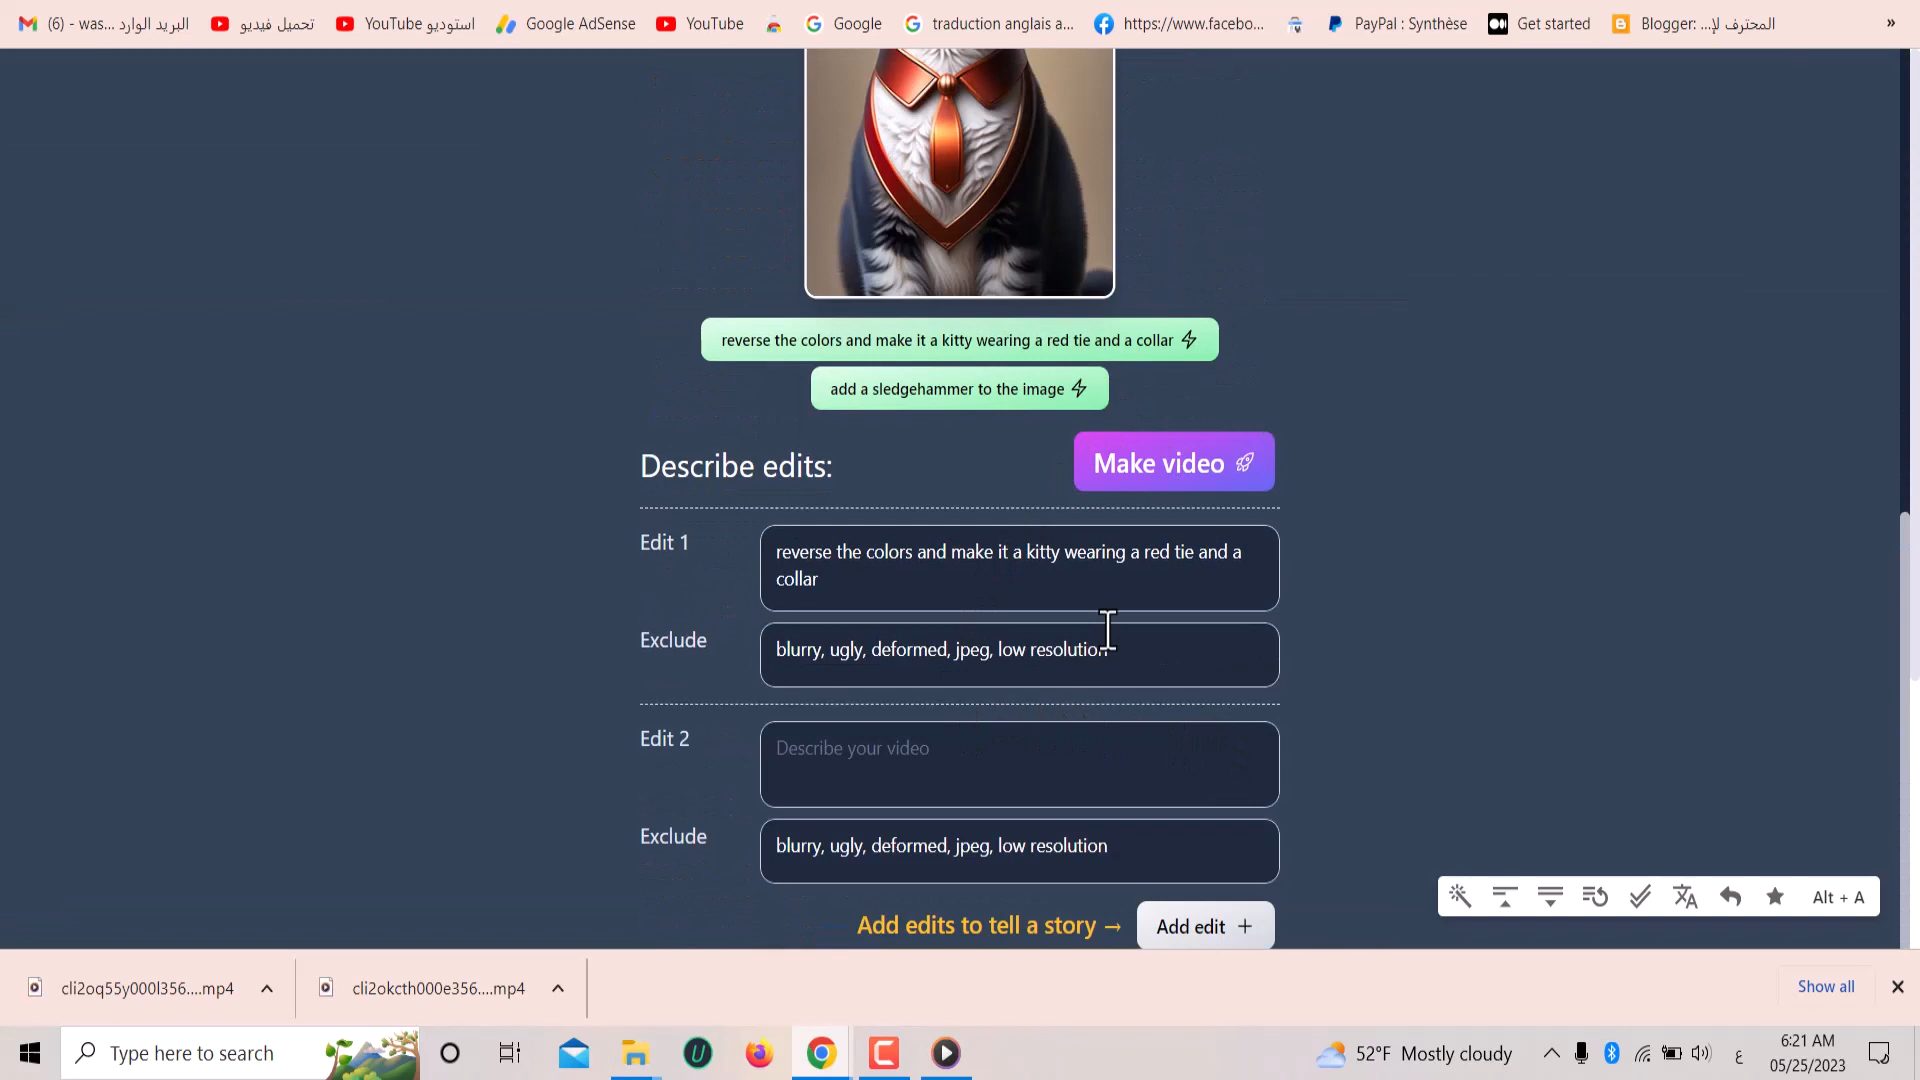 البريد الوارد (6) - was...
تحميل فيديو
استوديو YouTube
Google AdSense
YouTube
Google
traduction anglais a...
https://www.facebo...
PayPal : Synthèse
Get started
Blogger: المحترف لإ...
»
reverse the colors and make it a kitty wearing a red tie and a collar
add a sledgehammer to the image
Describe edits:
Make video
Edit 1
reverse the colors and make it a kitty wearing a red tie and a
collar
Exclude
blurry, ugly, deformed, jpeg, low resolution
Edit 2
Describe your video
Exclude
blurry, ugly, deformed, jpeg, low resolution
Alt + A
Add edits to tell a story →
Add edit +
cli2oq55y000l356....mp4
cli2okcth000e356....mp4
Show all
Type here to search
52°F Mostly cloudy
ع
6:21 AM
05/25/2023